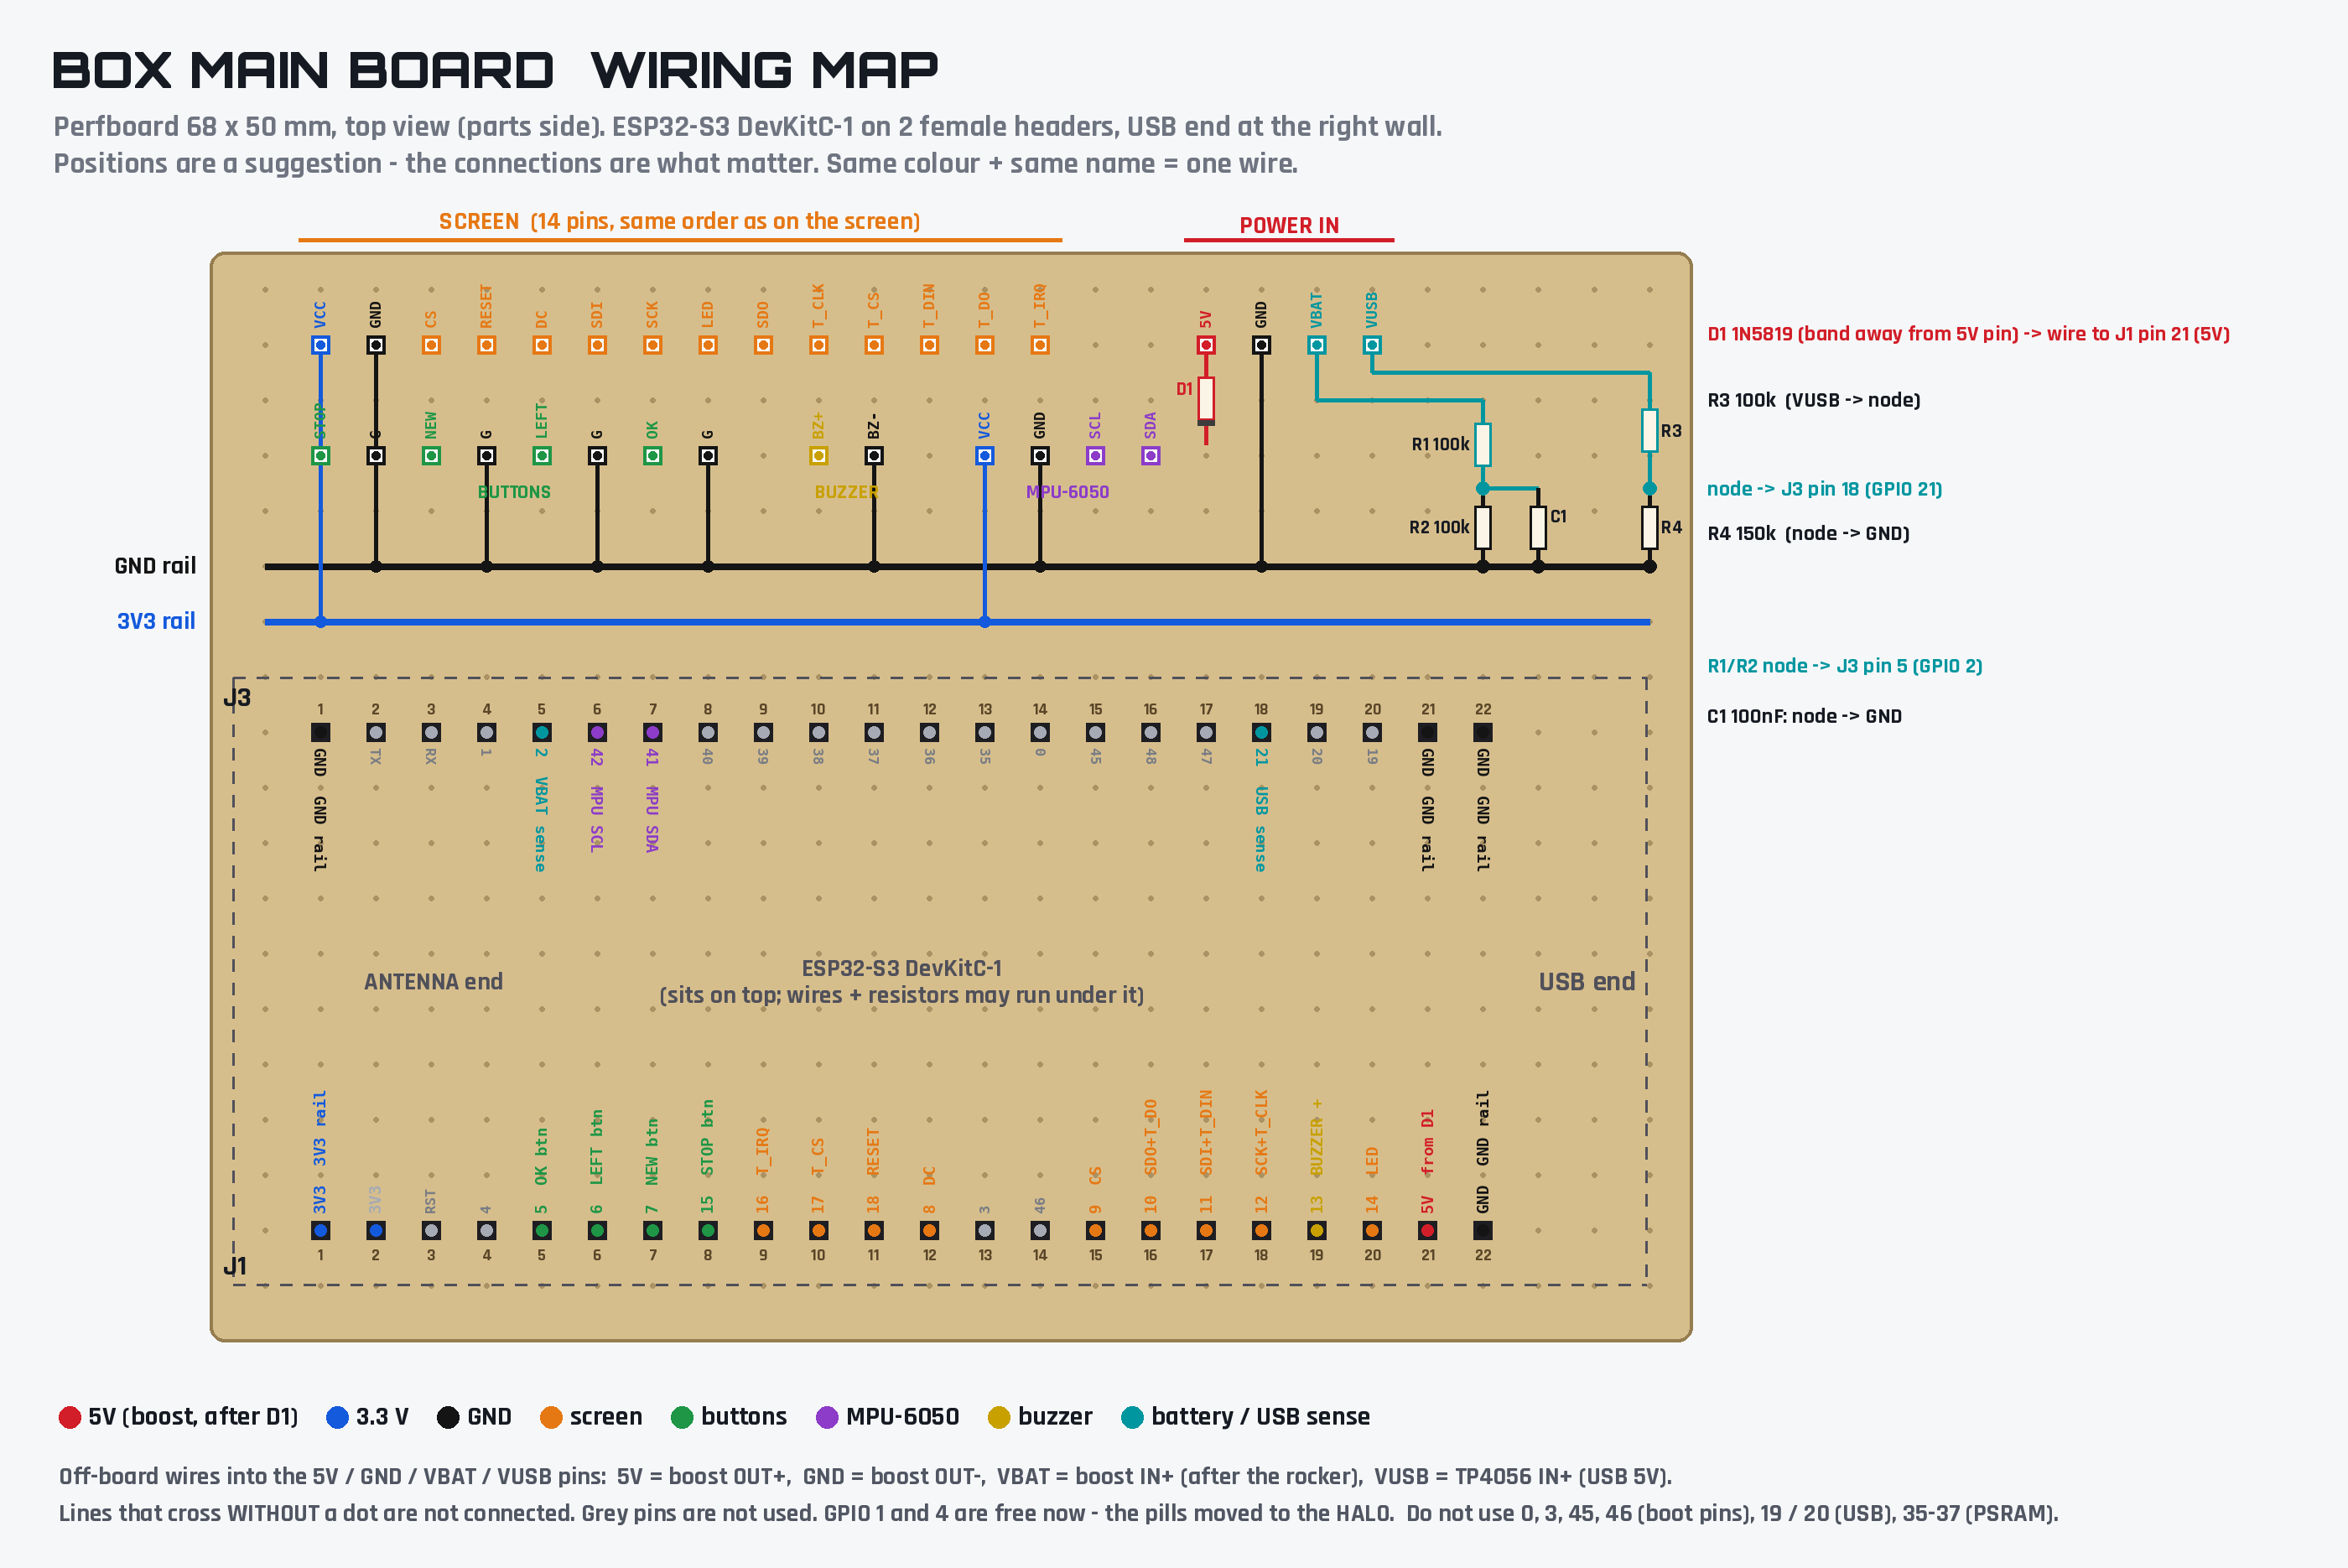 BOX MAIN BOARD WIRING MAP
Perfboard 68 x 50 mm, top view (parts side). ESP32-S3 DevKitC-1 on 2 female headers, USB end at the right wall.
Positions are a suggestion - the connections are what matter. Same colour + same name = one wire.
SCREEN (14 pins, same order as on the screen)
POWER IN
VCC GND CS RESET DC SDI SCK LED SDO T_CLK T_CS T_DIN T_DO T_IRQ 5V GND VBAT VUSB
D1 1N5819 (band away from 5V pin) -> wire to J1 pin 21 (5V)
D1
R3 100k (VUSB -> node)
STOP G NEW G LEFT G OK G BZ+ BZ- VCC GND SCL SDA
R1 100k
R3
BUTTONS BUZZER MPU-6050
node -> J3 pin 18 (GPIO 21)
R2 100k
C1
R4
R4 150k (node -> GND)
GND rail
3V3 rail
R1/R2 node -> J3 pin 5 (GPIO 2)
C1 100nF: node -> GND
J3
1 2 3 4 5 6 7 8 9 10 11 12 13 14 15 16 17 18 19 20 21 22
GND GND rail
TX
RX
1
2 VBAT sense
42 MPU SCL
41 MPU SDA
40
39
38
37
36
35
0
45
48
47
21 USB sense
20
19
GND GND rail
GND GND rail
ANTENNA end
ESP32-S3 DevKitC-1
(sits on top; wires + resistors may run under it)
USB end
3V3 3V3 rail
3V3
RST
4
5 OK btn
6 LEFT btn
7 NEW btn
15 STOP btn
16 T_IRQ
17 T_CS
18 RESET
8 DC
3
46
9 CS
10 SDO+T_DO
11 SDI+T_DIN
12 SCK+T_CLK
13 BUZZER +
14 LED
5V from D1
GND GND rail
J1
1 2 3 4 5 6 7 8 9 10 11 12 13 14 15 16 17 18 19 20 21 22
5V (boost, after D1) 3.3 V GND screen buttons MPU-6050 buzzer battery / USB sense
Off-board wires into the 5V / GND / VBAT / VUSB pins: 5V = boost OUT+, GND = boost OUT-, VBAT = boost IN+ (after the rocker), VUSB = TP4056 IN+ (USB 5V).
Lines that cross WITHOUT a dot are not connected. Grey pins are not used. GPIO 1 and 4 are free now - the pills moved to the HALO. Do not use 0, 3, 45, 46 (boot pins), 19 / 20 (USB), 35-37 (PSRAM).